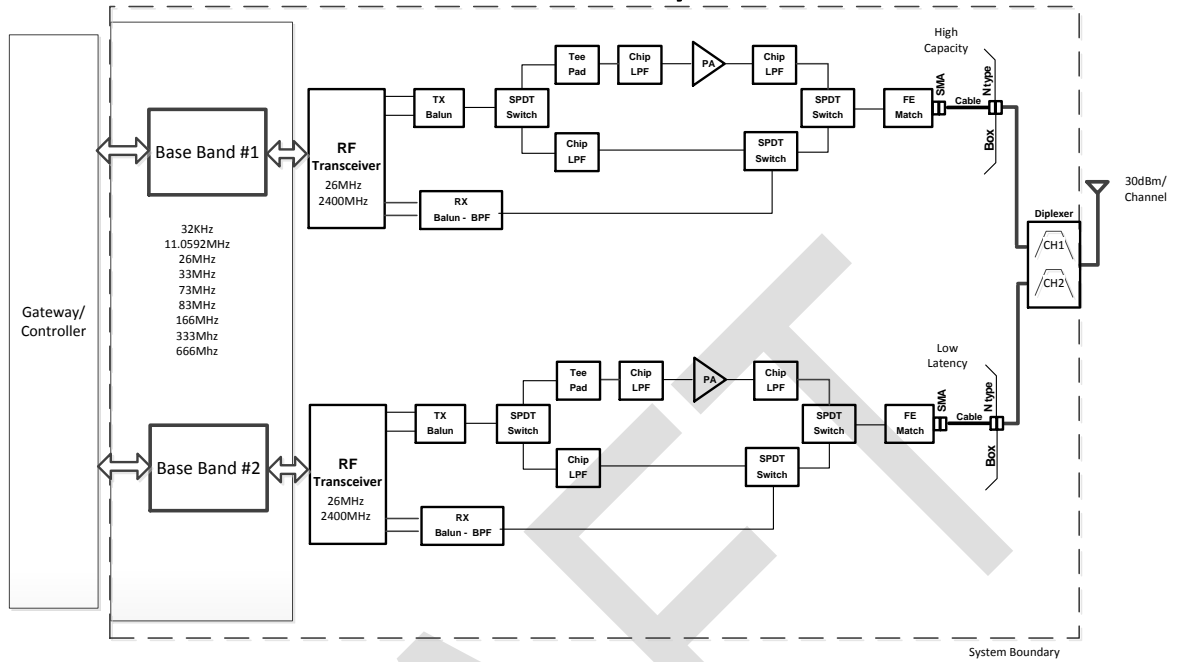 Gateway/
Controller
Base Band #1
32KHz
11.0592MHz
26MHz
33MHz
73MHz
83MHz
166MHz
333Mhz
666Mhz
Base Band #2
RF
Transceiver
26MHz
2400MHz
TX
Balun
RX
Balun - BPF
SPDT
Switch
Tee
Pad
Chip
LPF
PA
Chip
LPF
Chip
LPF
SPDT
Switch
SPDT
Switch
FE
Match
High
Capacity
SMA
Cable
N type
Box
RF
Transceiver
26MHz
2400MHz
TX
Balun
RX
Balun - BPF
SPDT
Switch
Tee
Pad
Chip
LPF
PA
Chip
LPF
Chip
LPF
SPDT
Switch
SPDT
Switch
FE
Match
Low
Latency
SMA
Cable
N type
Box
Diplexer
CH1
CH2
30dBm/
Channel
System Boundary